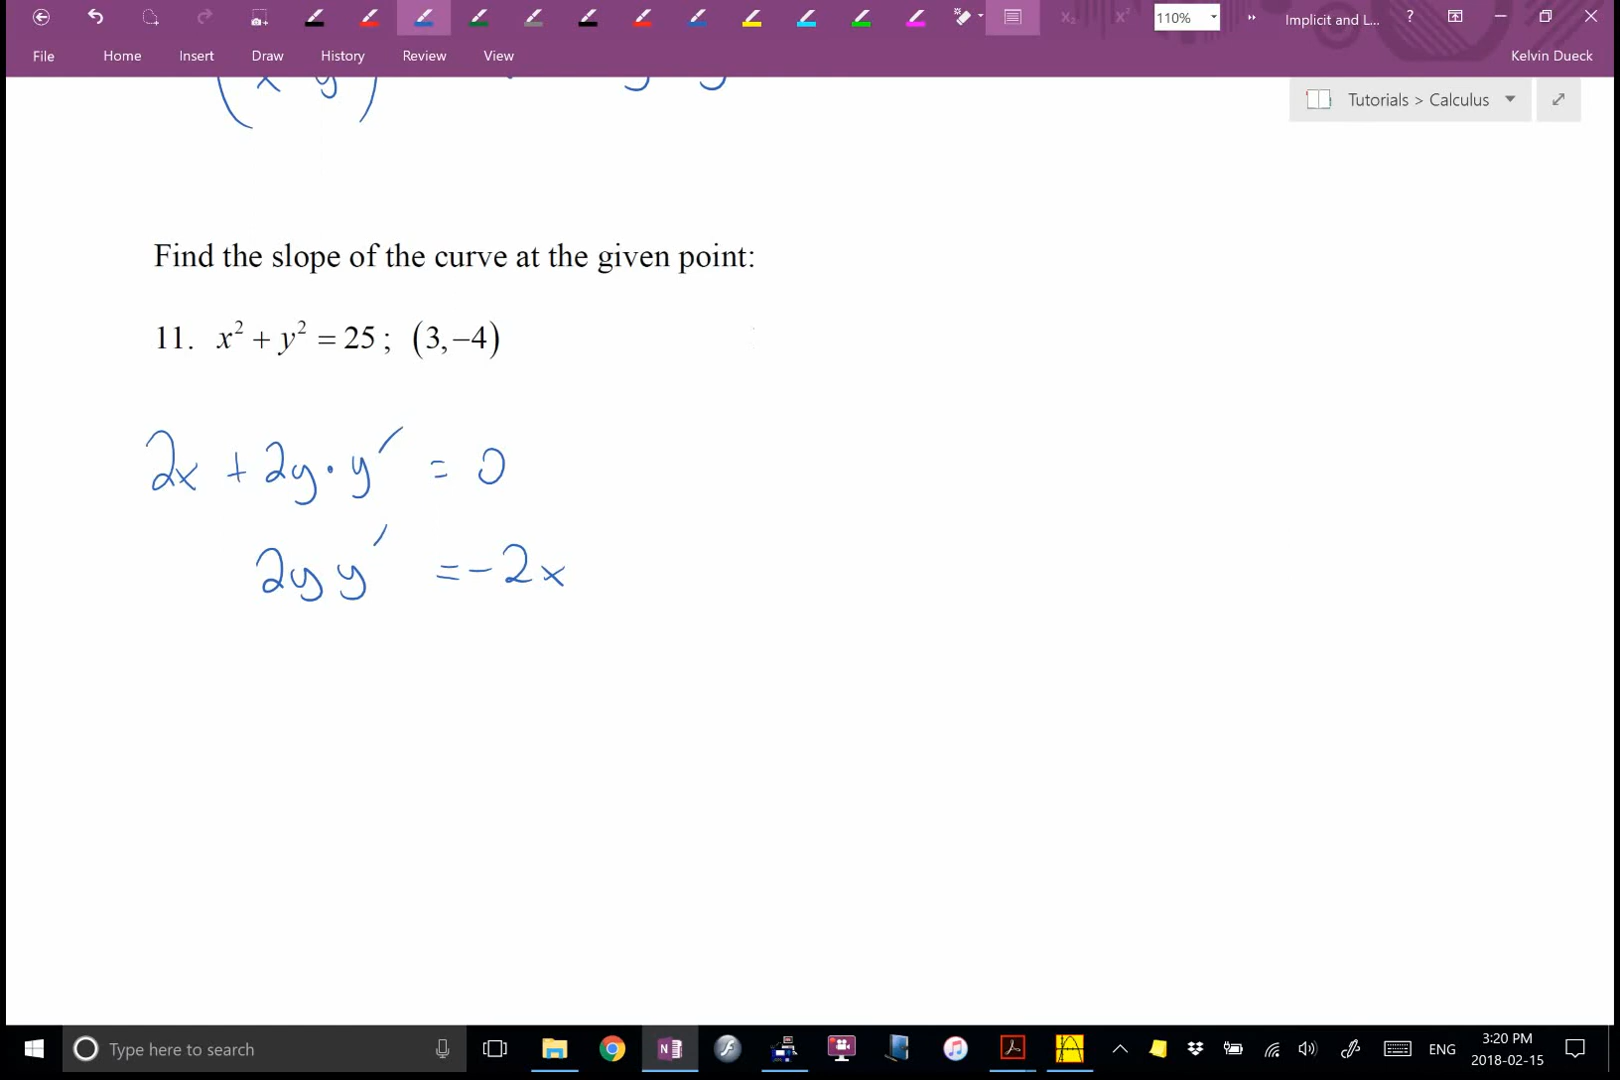 110%
Implicit and L...
?
File Home Insert Draw History Review View
Kelvin Dueck
Tutorials > Calculus
Find the slope of the curve at the given point:
11. x² + y² = 25 ; (3, −4)
2x + 2y · y′ = 0
2y y′ = −2x
Type here to search
ENG
3:20 PM
2018-02-15